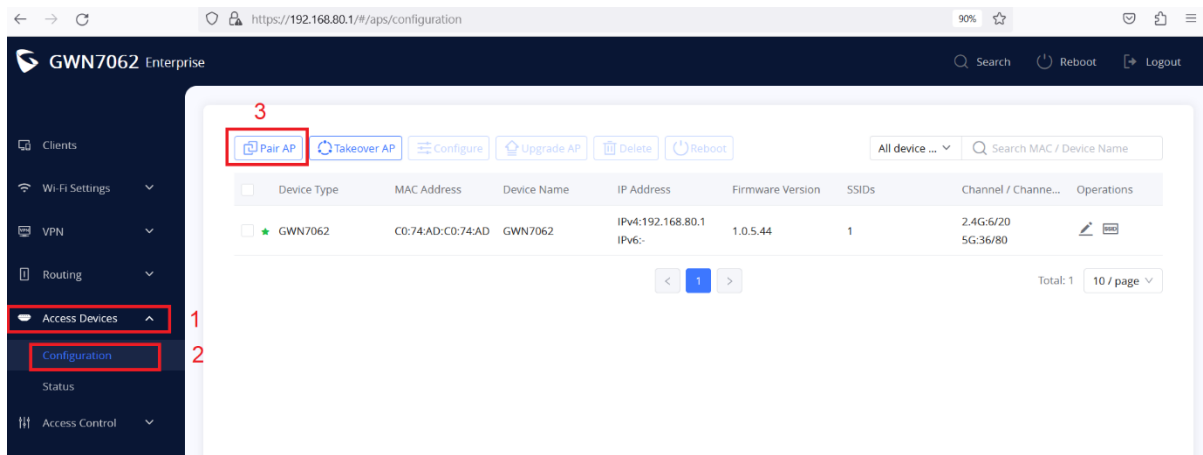 https://192.168.80.1/#/aps/configuration 90%
GWN7062 Enterprise Search Reboot Logout
3
Pair AP Takeover AP Configure Upgrade AP Delete Reboot All device ... Search MAC / Device Name
Clients
Wi-Fi Settings
Device Type MAC Address Device Name IP Address Firmware Version SSIDs Channel / Channe... Operations
VPN
GWN7062 C0:74:AD:C0:74:AD GWN7062 IPv4:192.168.80.1 1.0.5.44 1 2.4G:6/20
IPv6:- 5G:36/80
Routing
< 1 > Total: 1 10 / page
Access Devices 1
Configuration 2
Status
Access Control